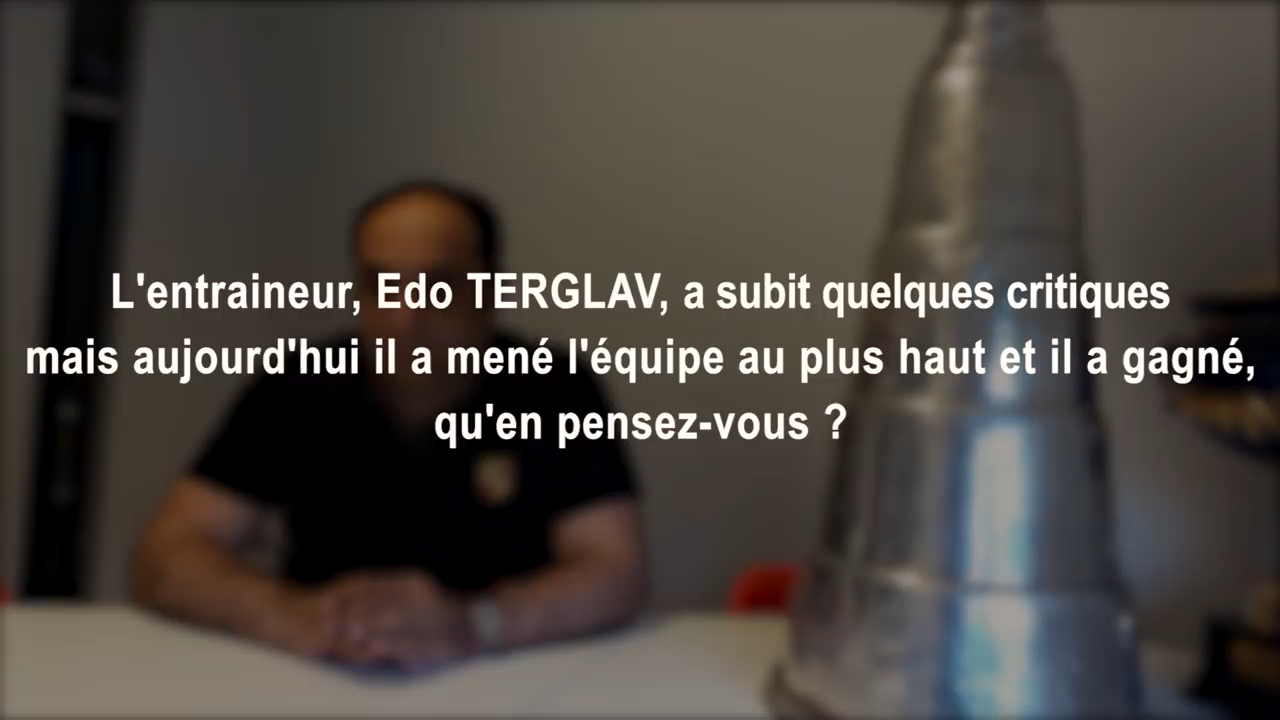 L'entraineur, Edo TERGLAV, a subit quelques critiques
mais aujourd'hui il a mené l'équipe au plus haut et il a gagné,
qu'en pensez-vous ?